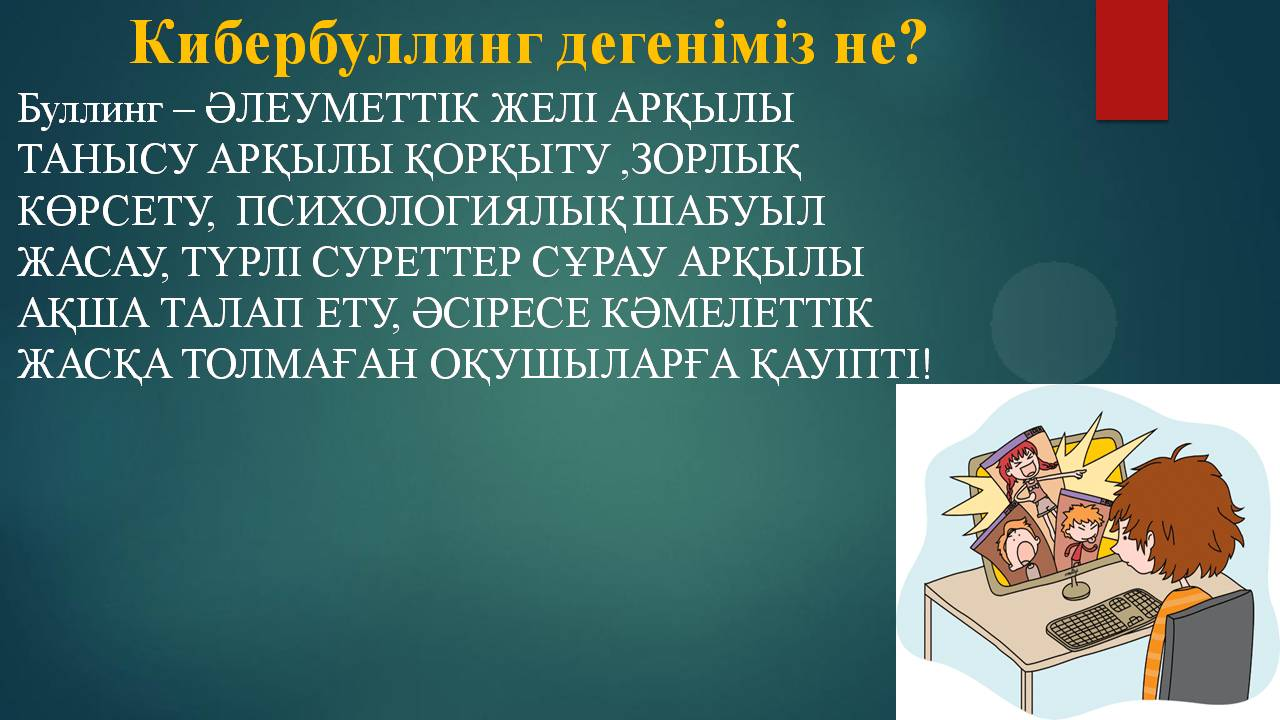 Кибербуллинг дегеніміз не?
Буллинг – ӘЛЕУМЕТТІК ЖЕЛІ АРҚЫЛЫ
ТАНЫСУ АРҚЫЛЫ ҚОРҚЫТУ ,ЗОРЛЫҚ
КӨРСЕТУ, ПСИХОЛОГИЯЛЫҚ ШАБУЫЛ
ЖАСАУ, ТҮРЛІ СУРЕТТЕР СҰРАУ АРҚЫЛЫ
АҚША ТАЛАП ЕТУ, ӘСІРЕСЕ КӘМЕЛЕТТІК
ЖАСҚА ТОЛМАҒАН ОҚУШЫЛАРҒА ҚАУІПТІ!